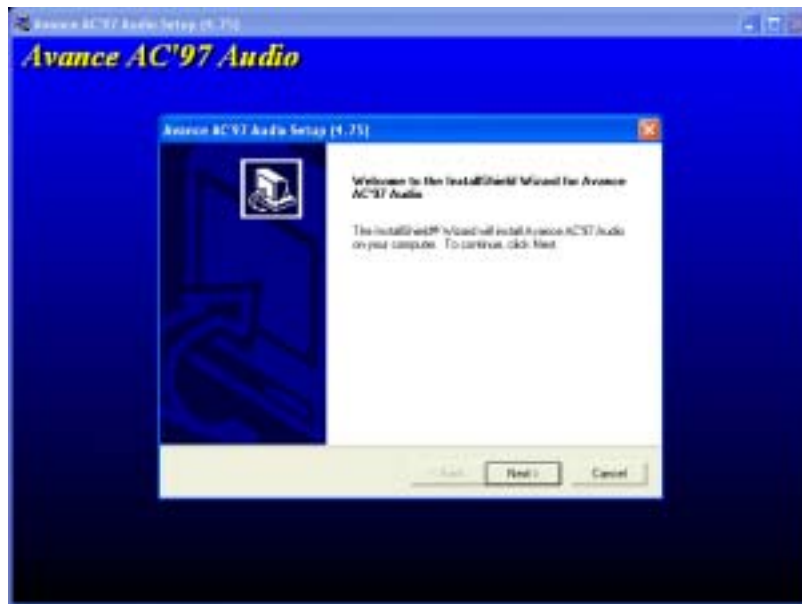 Avance AC'97 Audio Setup (4.75)
Avance AC'97 Audio
Avance AC'97 Audio Setup (4.75)
Welcome to the InstallShield Wizard for Avance
AC'97 Audio
The InstallShield® Wizard will install Avance AC'97 Audio
on your computer. To continue, click Next.
< Back
Next >
Cancel